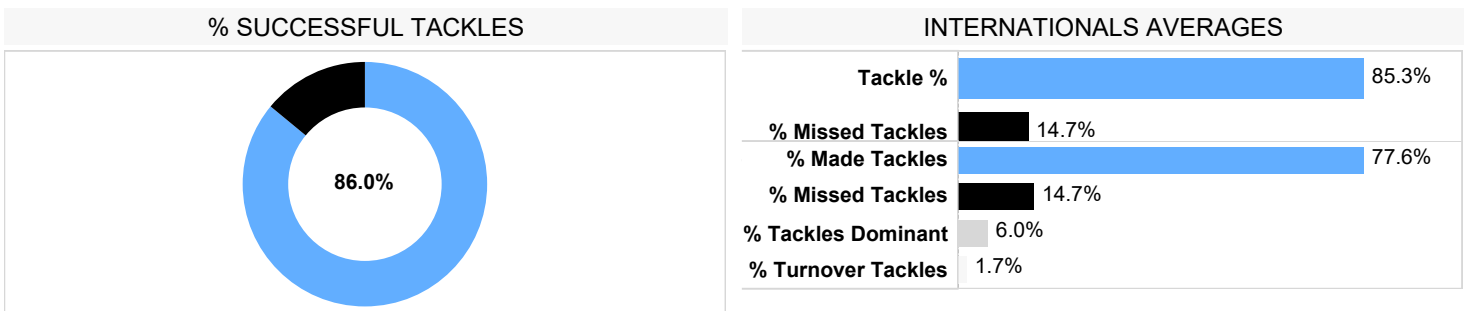 % SUCCESSFUL TACKLES
86.0%
INTERNATIONALS AVERAGES
Tackle % 85.3%
% Missed Tackles 14.7%
% Made Tackles 77.6%
% Missed Tackles 14.7%
% Tackles Dominant 6.0%
% Turnover Tackles 1.7%